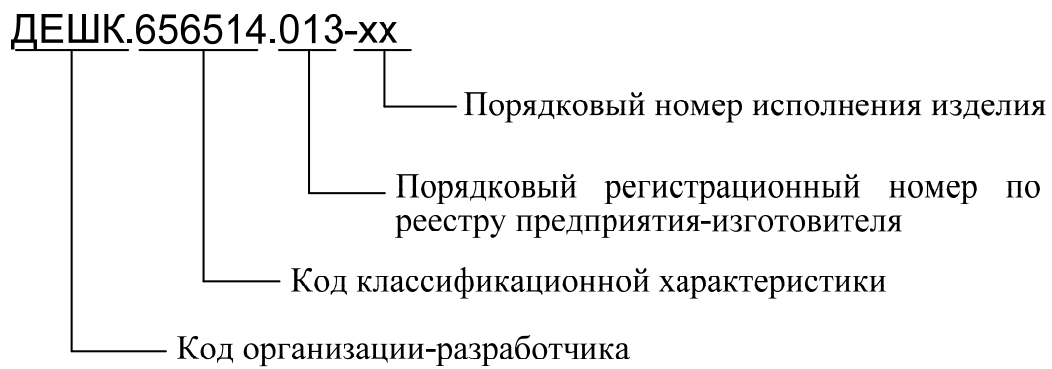 ДЕШК.656514.013-хх
Порядковый номер исполнения изделия
Порядковый регистрационный номер по
реестру предприятия-изготовителя
Код классификационной характеристики
Код организации-разработчика